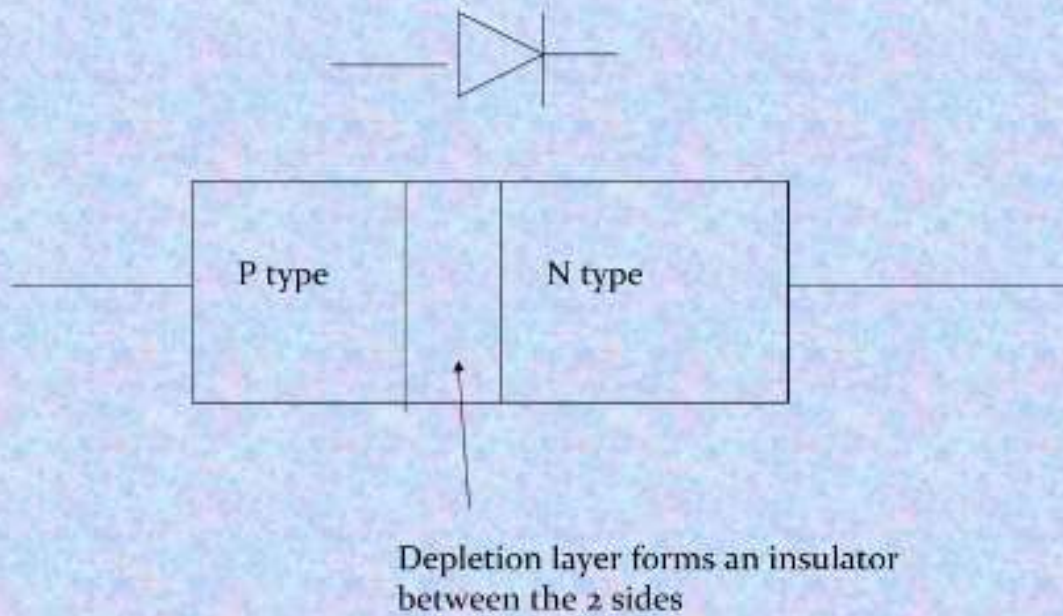 P type
N type
Depletion layer forms an insulator
between the 2 sides